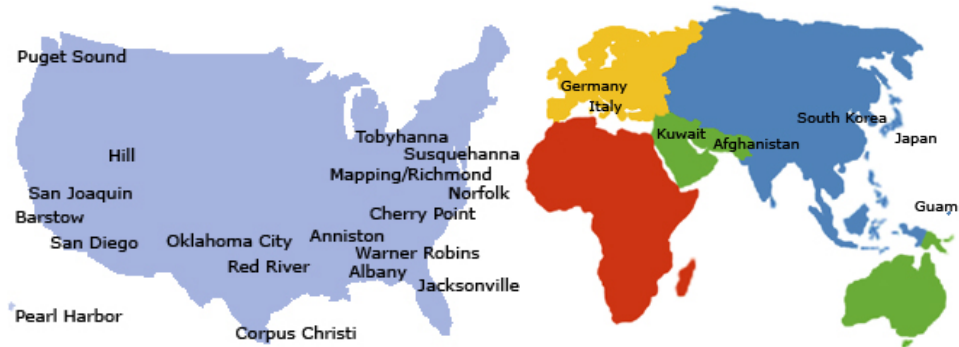 Puget Sound
Tobyhanna
Hill
Susquehanna
Mapping/Richmond
San Joaquin
Norfolk
Barstow
Cherry Point
San Diego
Oklahoma City
Anniston
Warner Robins
Red River
Albany
Jacksonville
Pearl Harbor
Corpus Christi
Germany
Italy
South Korea
Kuwait
Afghanistan
Japan
Guam